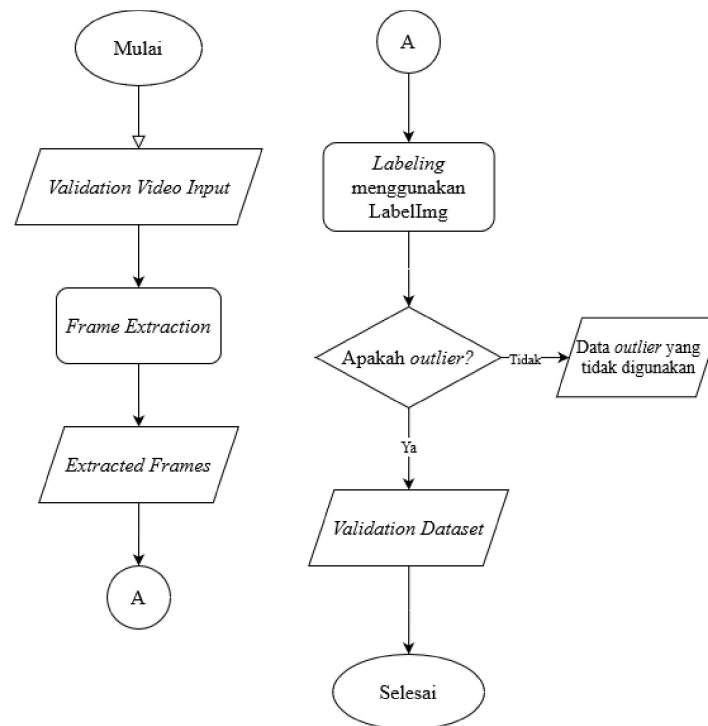 Mulai
Validation Video Input
Frame Extraction
Extracted Frames
A
A
Labeling
menggunakan
LabelImg
Apakah outlier?
Tidak
Data outlier yang
tidak digunakan
Ya
Validation Dataset
Selesai